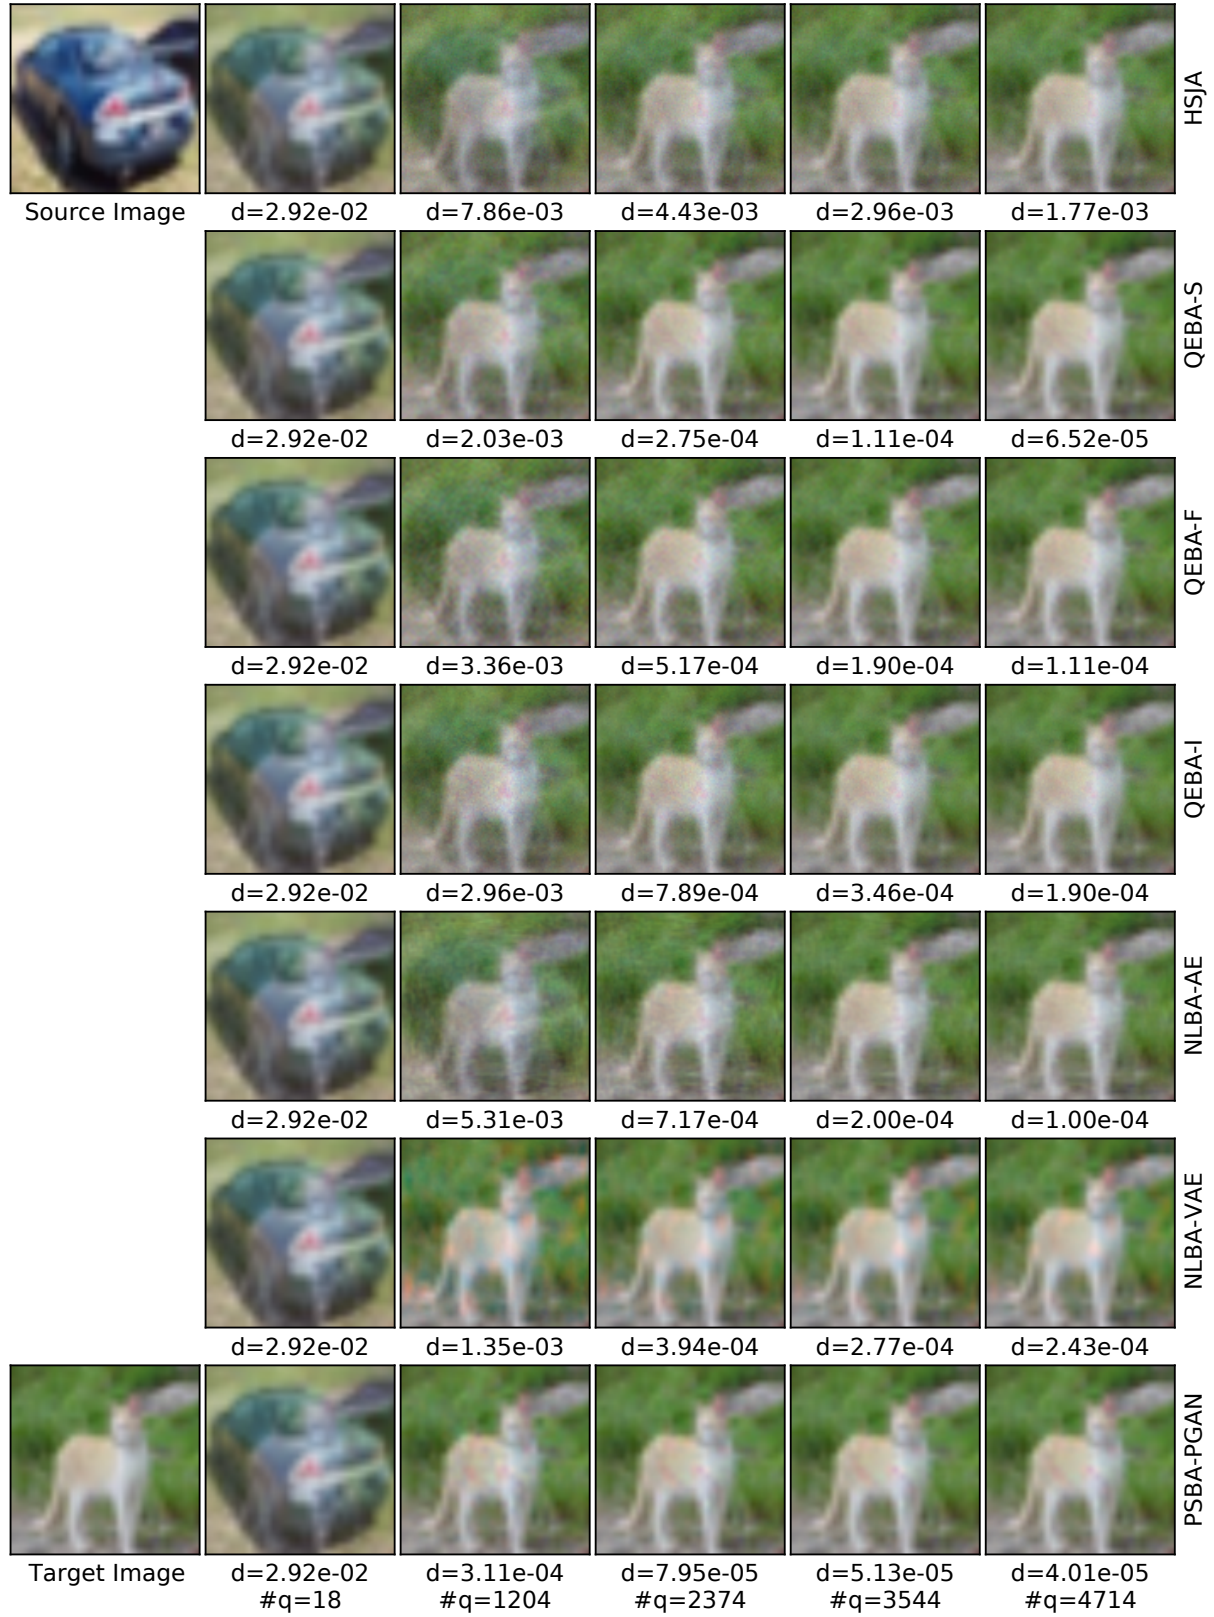 HSJA
Source Image d=2.92e-02 d=7.86e-03 d=4.43e-03 d=2.96e-03 d=1.77e-03
QEBA-S
d=2.92e-02 d=2.03e-03 d=2.75e-04 d=1.11e-04 d=6.52e-05
QEBA-F
d=2.92e-02 d=3.36e-03 d=5.17e-04 d=1.90e-04 d=1.11e-04
QEBA-I
d=2.92e-02 d=2.96e-03 d=7.89e-04 d=3.46e-04 d=1.90e-04
NLBA-AE
d=2.92e-02 d=5.31e-03 d=7.17e-04 d=2.00e-04 d=1.00e-04
NLBA-VAE
d=2.92e-02 d=1.35e-03 d=3.94e-04 d=2.77e-04 d=2.43e-04
PSBA-PGAN
Target Image d=2.92e-02 d=3.11e-04 d=7.95e-05 d=5.13e-05 d=4.01e-05
#q=18 #q=1204 #q=2374 #q=3544 #q=4714